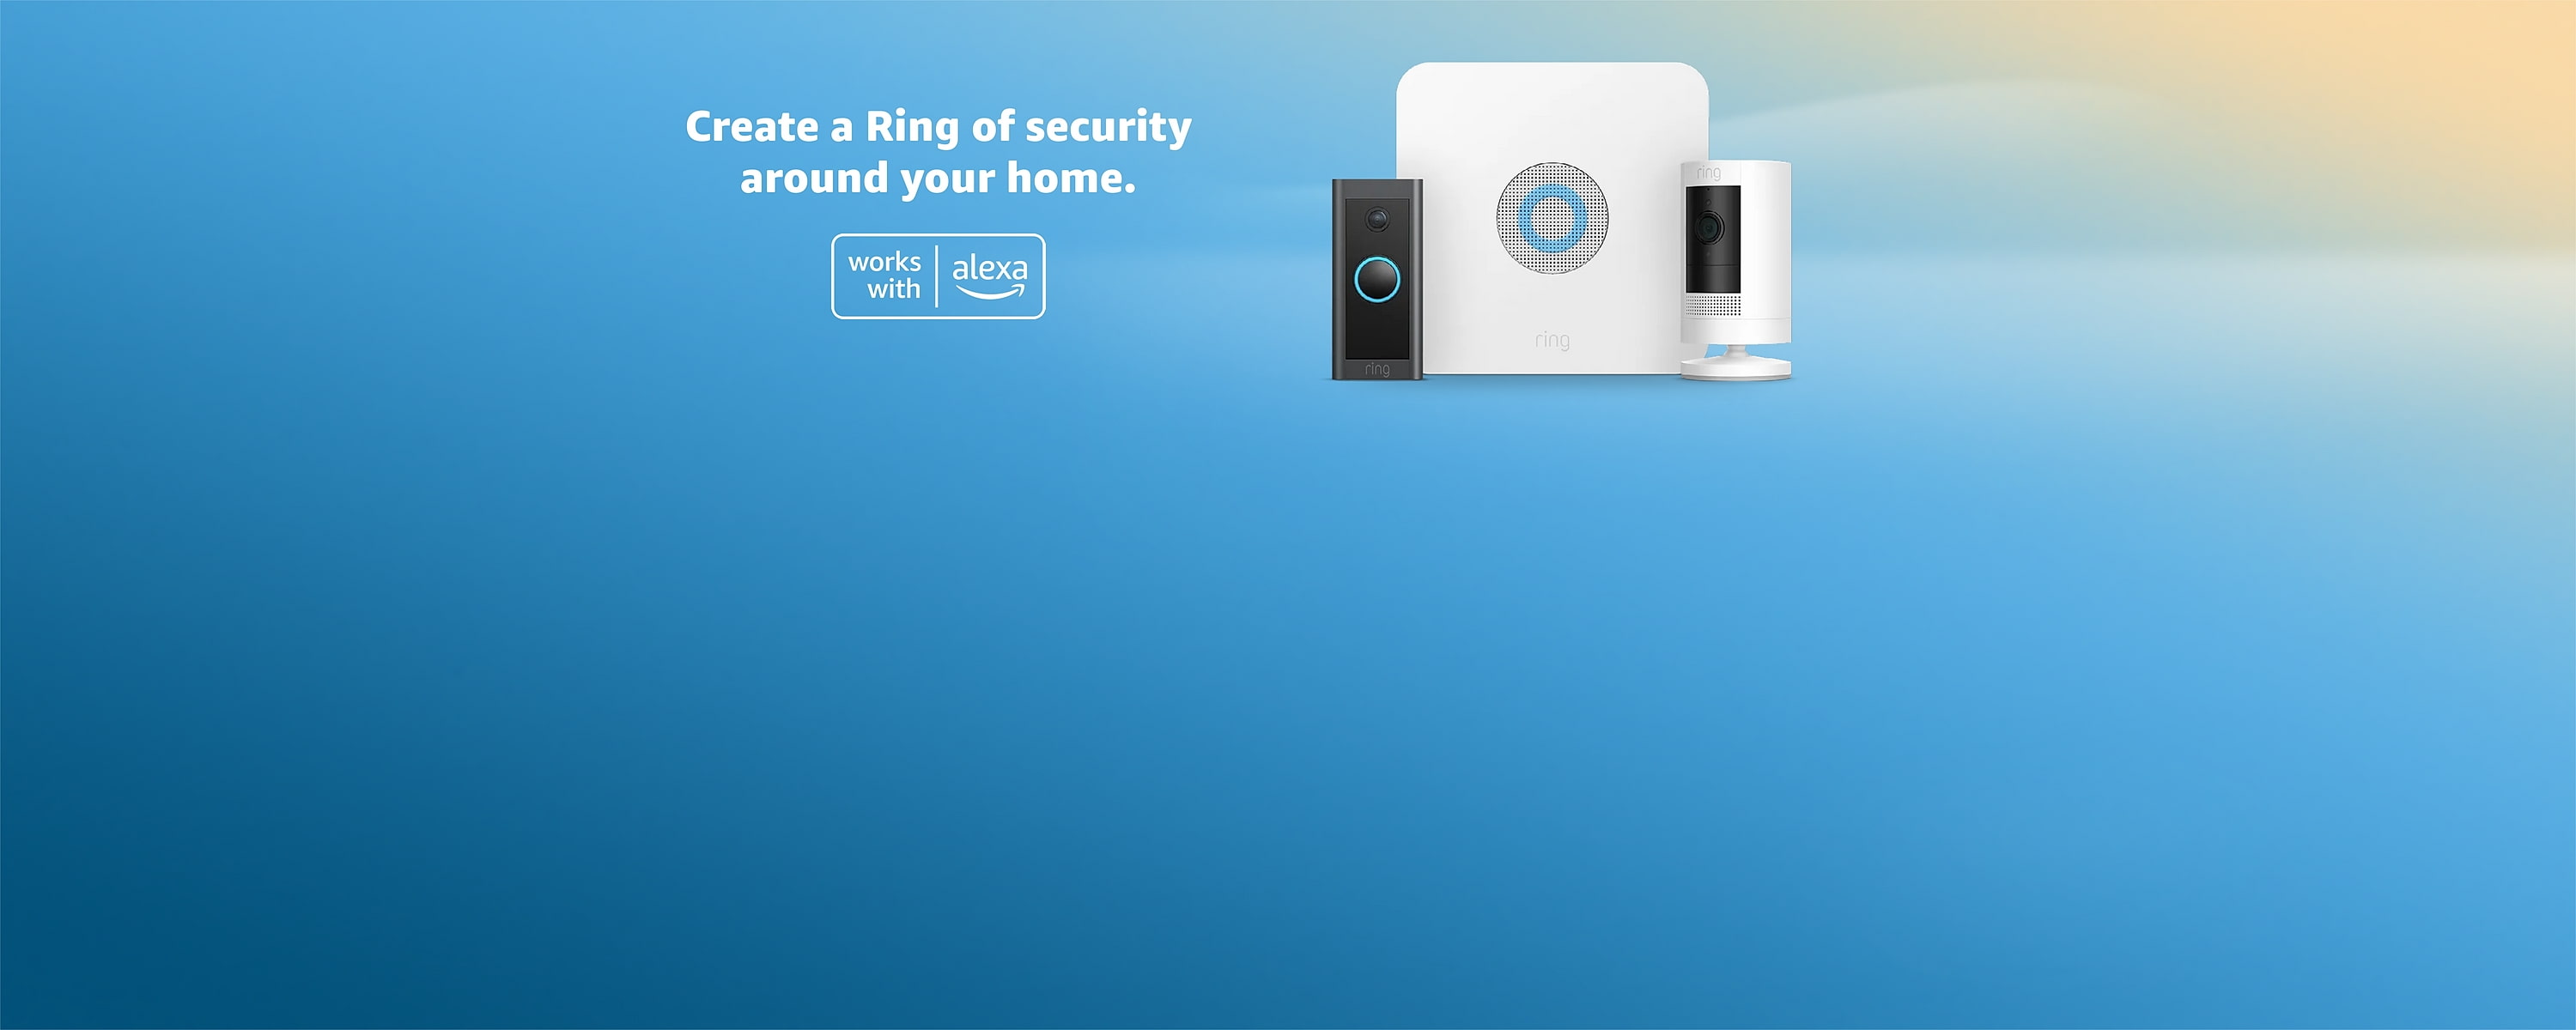 Create a Ring of security
around your home.
works
with
alexa
ring
ring
ring